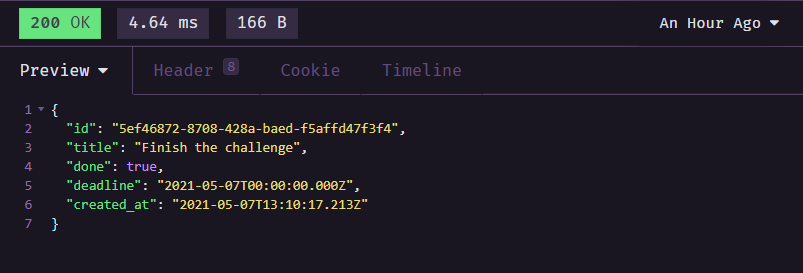 200 OK 4.64 ms 166 B An Hour Ago
Preview Header 8 Cookie Timeline
1 {
2 "id": "5ef46872-8708-428a-baed-f5affd47f3f4",
3 "title": "Finish the challenge",
4 "done": true,
5 "deadline": "2021-05-07T00:00:00.000Z",
6 "created_at": "2021-05-07T13:10:17.213Z"
7 }